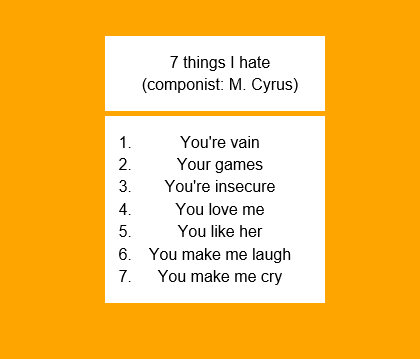 7 things I hate
(componist: M. Cyrus)
1. You're vain
2. Your games
3. You're insecure
4. You love me
5. You like her
6. You make me laugh
7. You make me cry